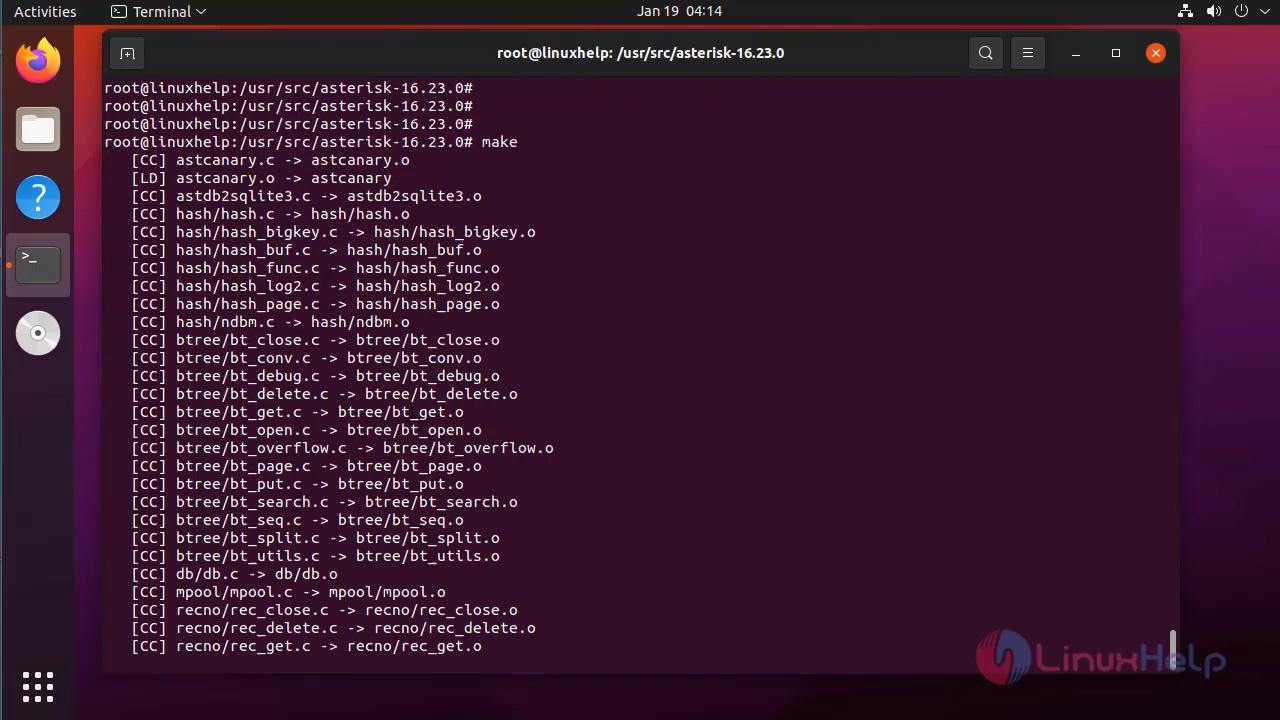 Activities
Terminal
Jan 19 04:14
root@linuxhelp: /usr/src/asterisk-16.23.0
root@linuxhelp:/usr/src/asterisk-16.23.0#
root@linuxhelp:/usr/src/asterisk-16.23.0#
root@linuxhelp:/usr/src/asterisk-16.23.0#
root@linuxhelp:/usr/src/asterisk-16.23.0# make
[CC] astcanary.c -> astcanary.o
[LD] astcanary.o -> astcanary
[CC] astdb2sqlite3.c -> astdb2sqlite3.o
[CC] hash/hash.c -> hash/hash.o
[CC] hash/hash_bigkey.c -> hash/hash_bigkey.o
[CC] hash/hash_buf.c -> hash/hash_buf.o
[CC] hash/hash_func.c -> hash/hash_func.o
[CC] hash/hash_log2.c -> hash/hash_log2.o
[CC] hash/hash_page.c -> hash/hash_page.o
[CC] hash/ndbm.c -> hash/ndbm.o
[CC] btree/bt_close.c -> btree/bt_close.o
[CC] btree/bt_conv.c -> btree/bt_conv.o
[CC] btree/bt_debug.c -> btree/bt_debug.o
[CC] btree/bt_delete.c -> btree/bt_delete.o
[CC] btree/bt_get.c -> btree/bt_get.o
[CC] btree/bt_open.c -> btree/bt_open.o
[CC] btree/bt_overflow.c -> btree/bt_overflow.o
[CC] btree/bt_page.c -> btree/bt_page.o
[CC] btree/bt_put.c -> btree/bt_put.o
[CC] btree/bt_search.c -> btree/bt_search.o
[CC] btree/bt_seq.c -> btree/bt_seq.o
[CC] btree/bt_split.c -> btree/bt_split.o
[CC] btree/bt_utils.c -> btree/bt_utils.o
[CC] db/db.c -> db/db.o
[CC] mpool/mpool.c -> mpool/mpool.o
[CC] recno/rec_close.c -> recno/rec_close.o
[CC] recno/rec_delete.c -> recno/rec_delete.o
[CC] recno/rec_get.c -> recno/rec_get.o
LinuxHelp